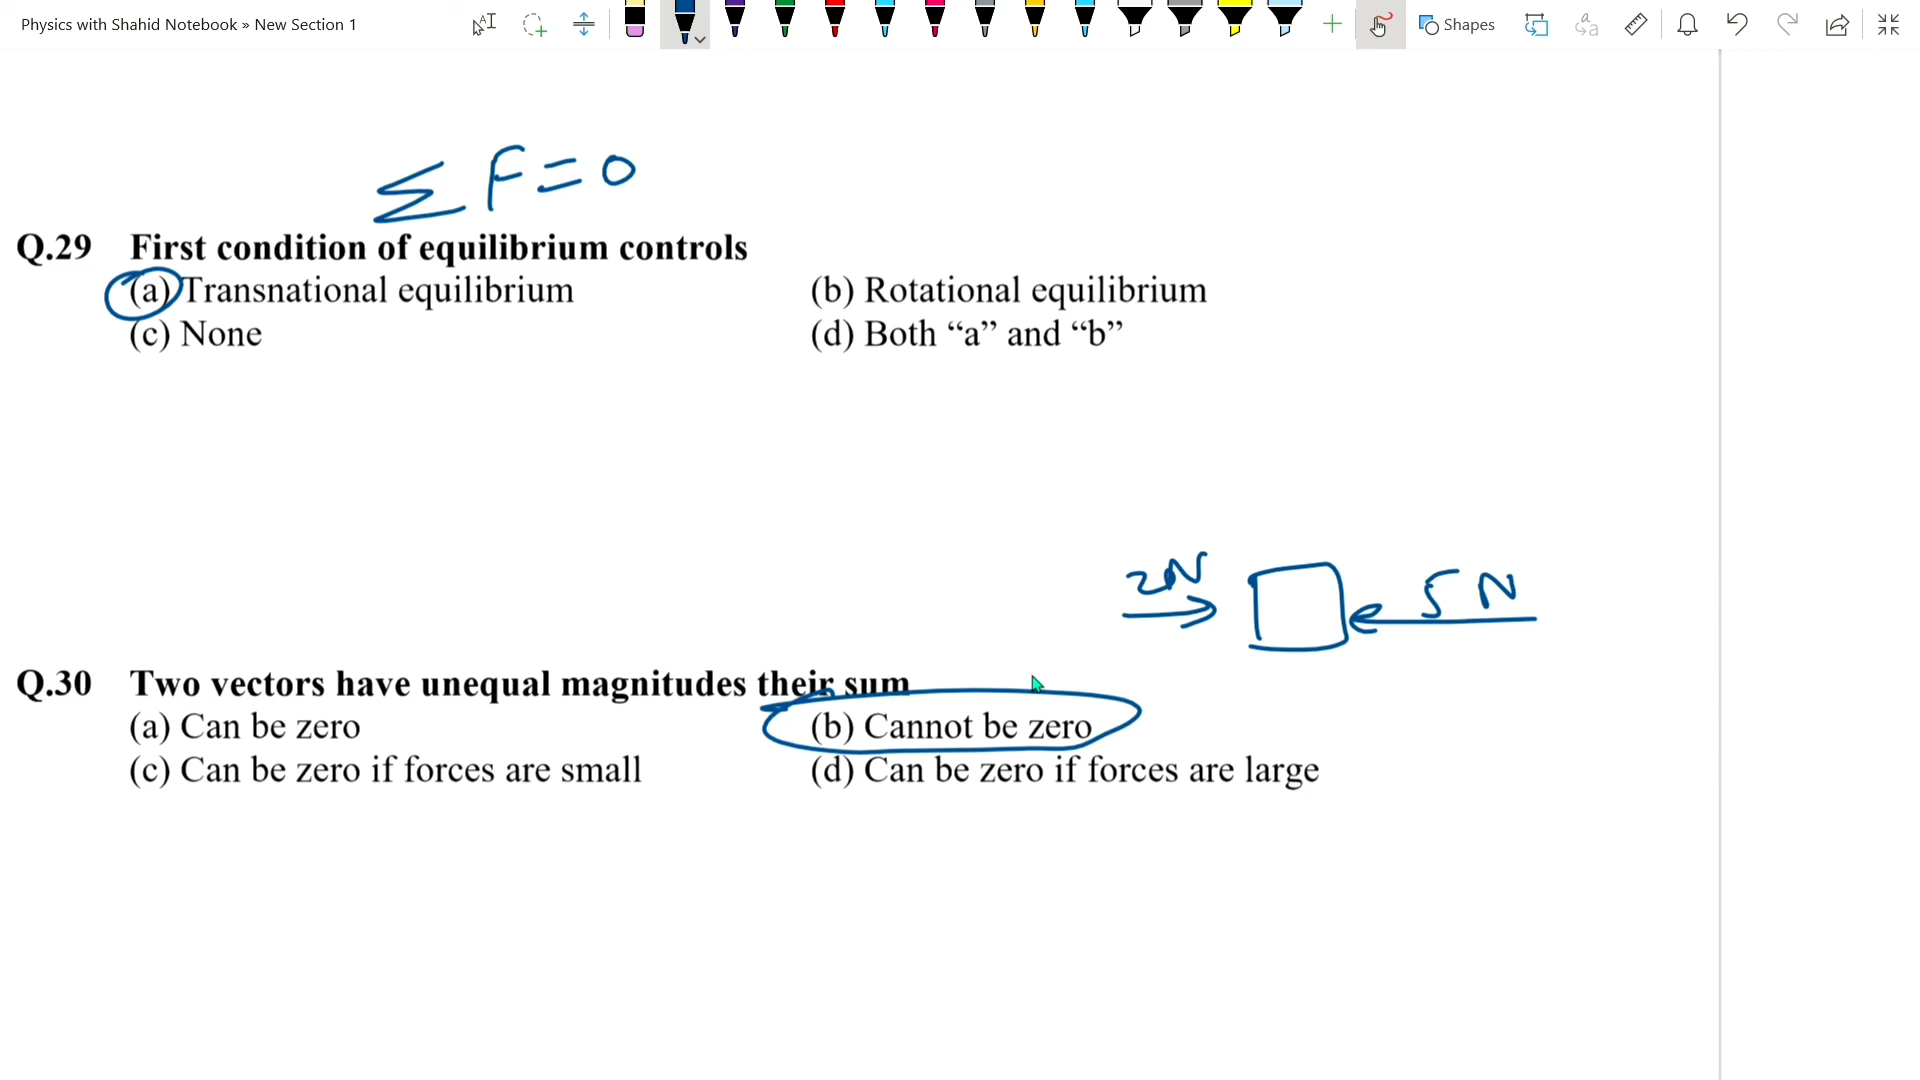 Physics with Shahid Notebook » New Section 1
Shapes
Σ F = 0
Q.29 First condition of equilibrium controls
(a) Transnational equilibrium (b) Rotational equilibrium
(c) None (d) Both “a” and “b”
2N 5 N
Q.30 Two vectors have unequal magnitudes their sum
(a) Can be zero (b) Cannot be zero
(c) Can be zero if forces are small (d) Can be zero if forces are large